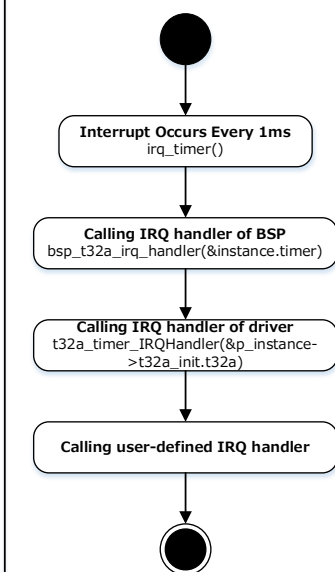 Interrupt Occurs Every 1ms
irq_timer()
Calling IRQ handler of BSP
bsp_t32a_irq_handler(&instance.timer)
Calling IRQ handler of driver
t32a_timer_IRQHandler(&p_instance-
>t32a_init.t32a)
Calling user-defined IRQ handler